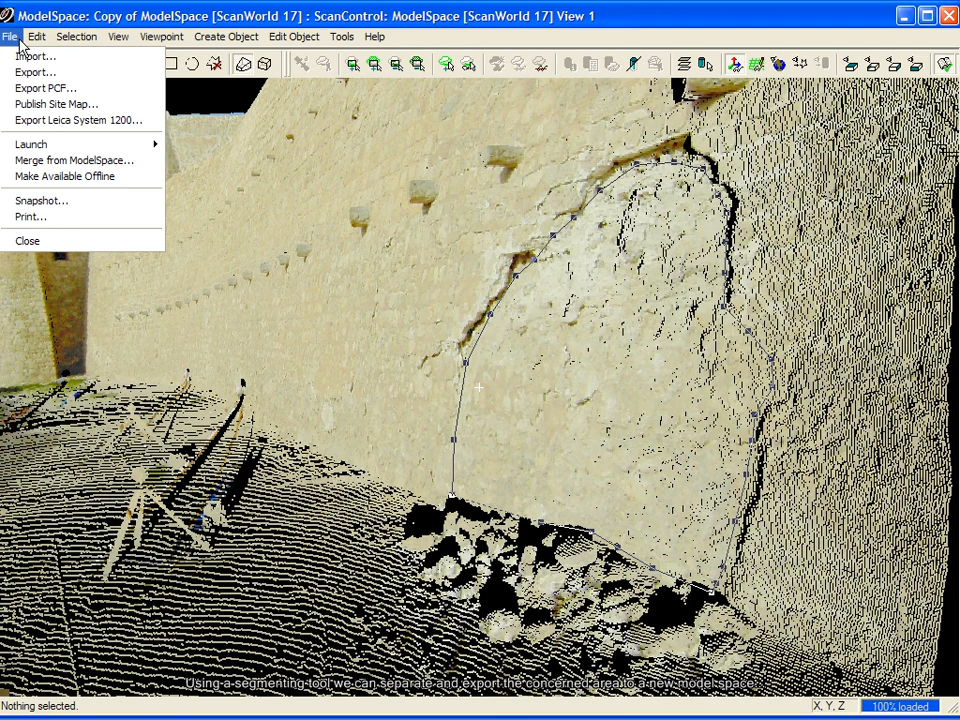 ModelSpace: Copy of ModelSpace [ScanWorld 17] : ScanControl: ModelSpace [ScanWorld 17] View 1
File Edit Selection View Viewpoint Create Object Edit Object Tools Help
Import...
Export...
Export PCF...
Publish Site Map...
Export Leica System 1200...
Launch
Merge from ModelSpace...
Make Available Offline
Snapshot...
Print...
Close
Using a segmenting tool we can separate and export the concerned area to a new model space
Nothing selected.
X, Y, Z
100% loaded